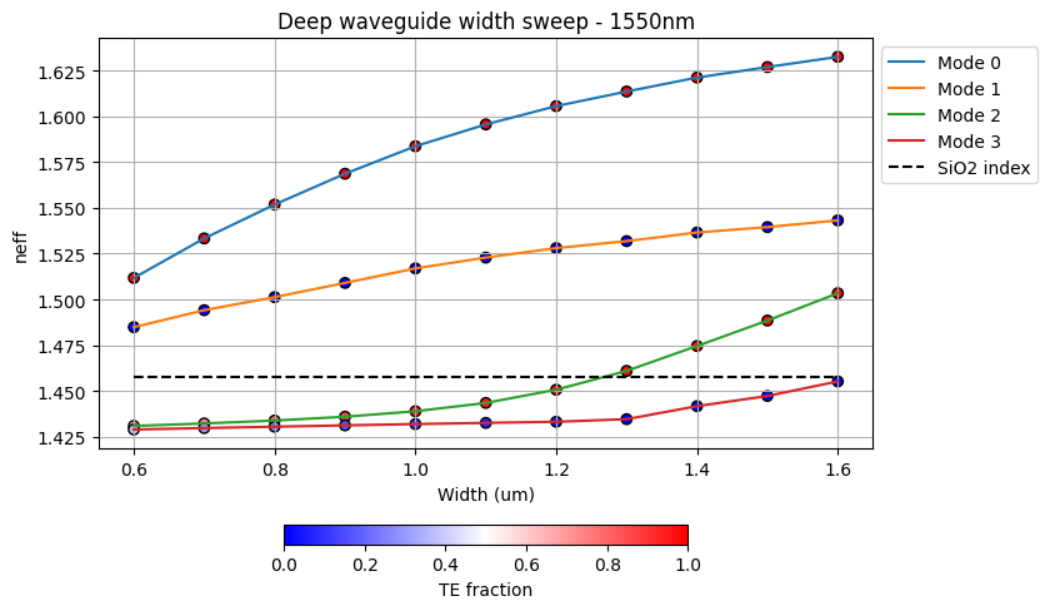 Deep waveguide width sweep - 1550nm
1.625
1.600
1.575
1.550
1.525
1.500
1.475
1.450
1.425
neff
0.6 0.8 1.0 1.2 1.4 1.6
Width (um)
Mode 0
Mode 1
Mode 2
Mode 3
SiO2 index
0.0 0.2 0.4 0.6 0.8 1.0
TE fraction